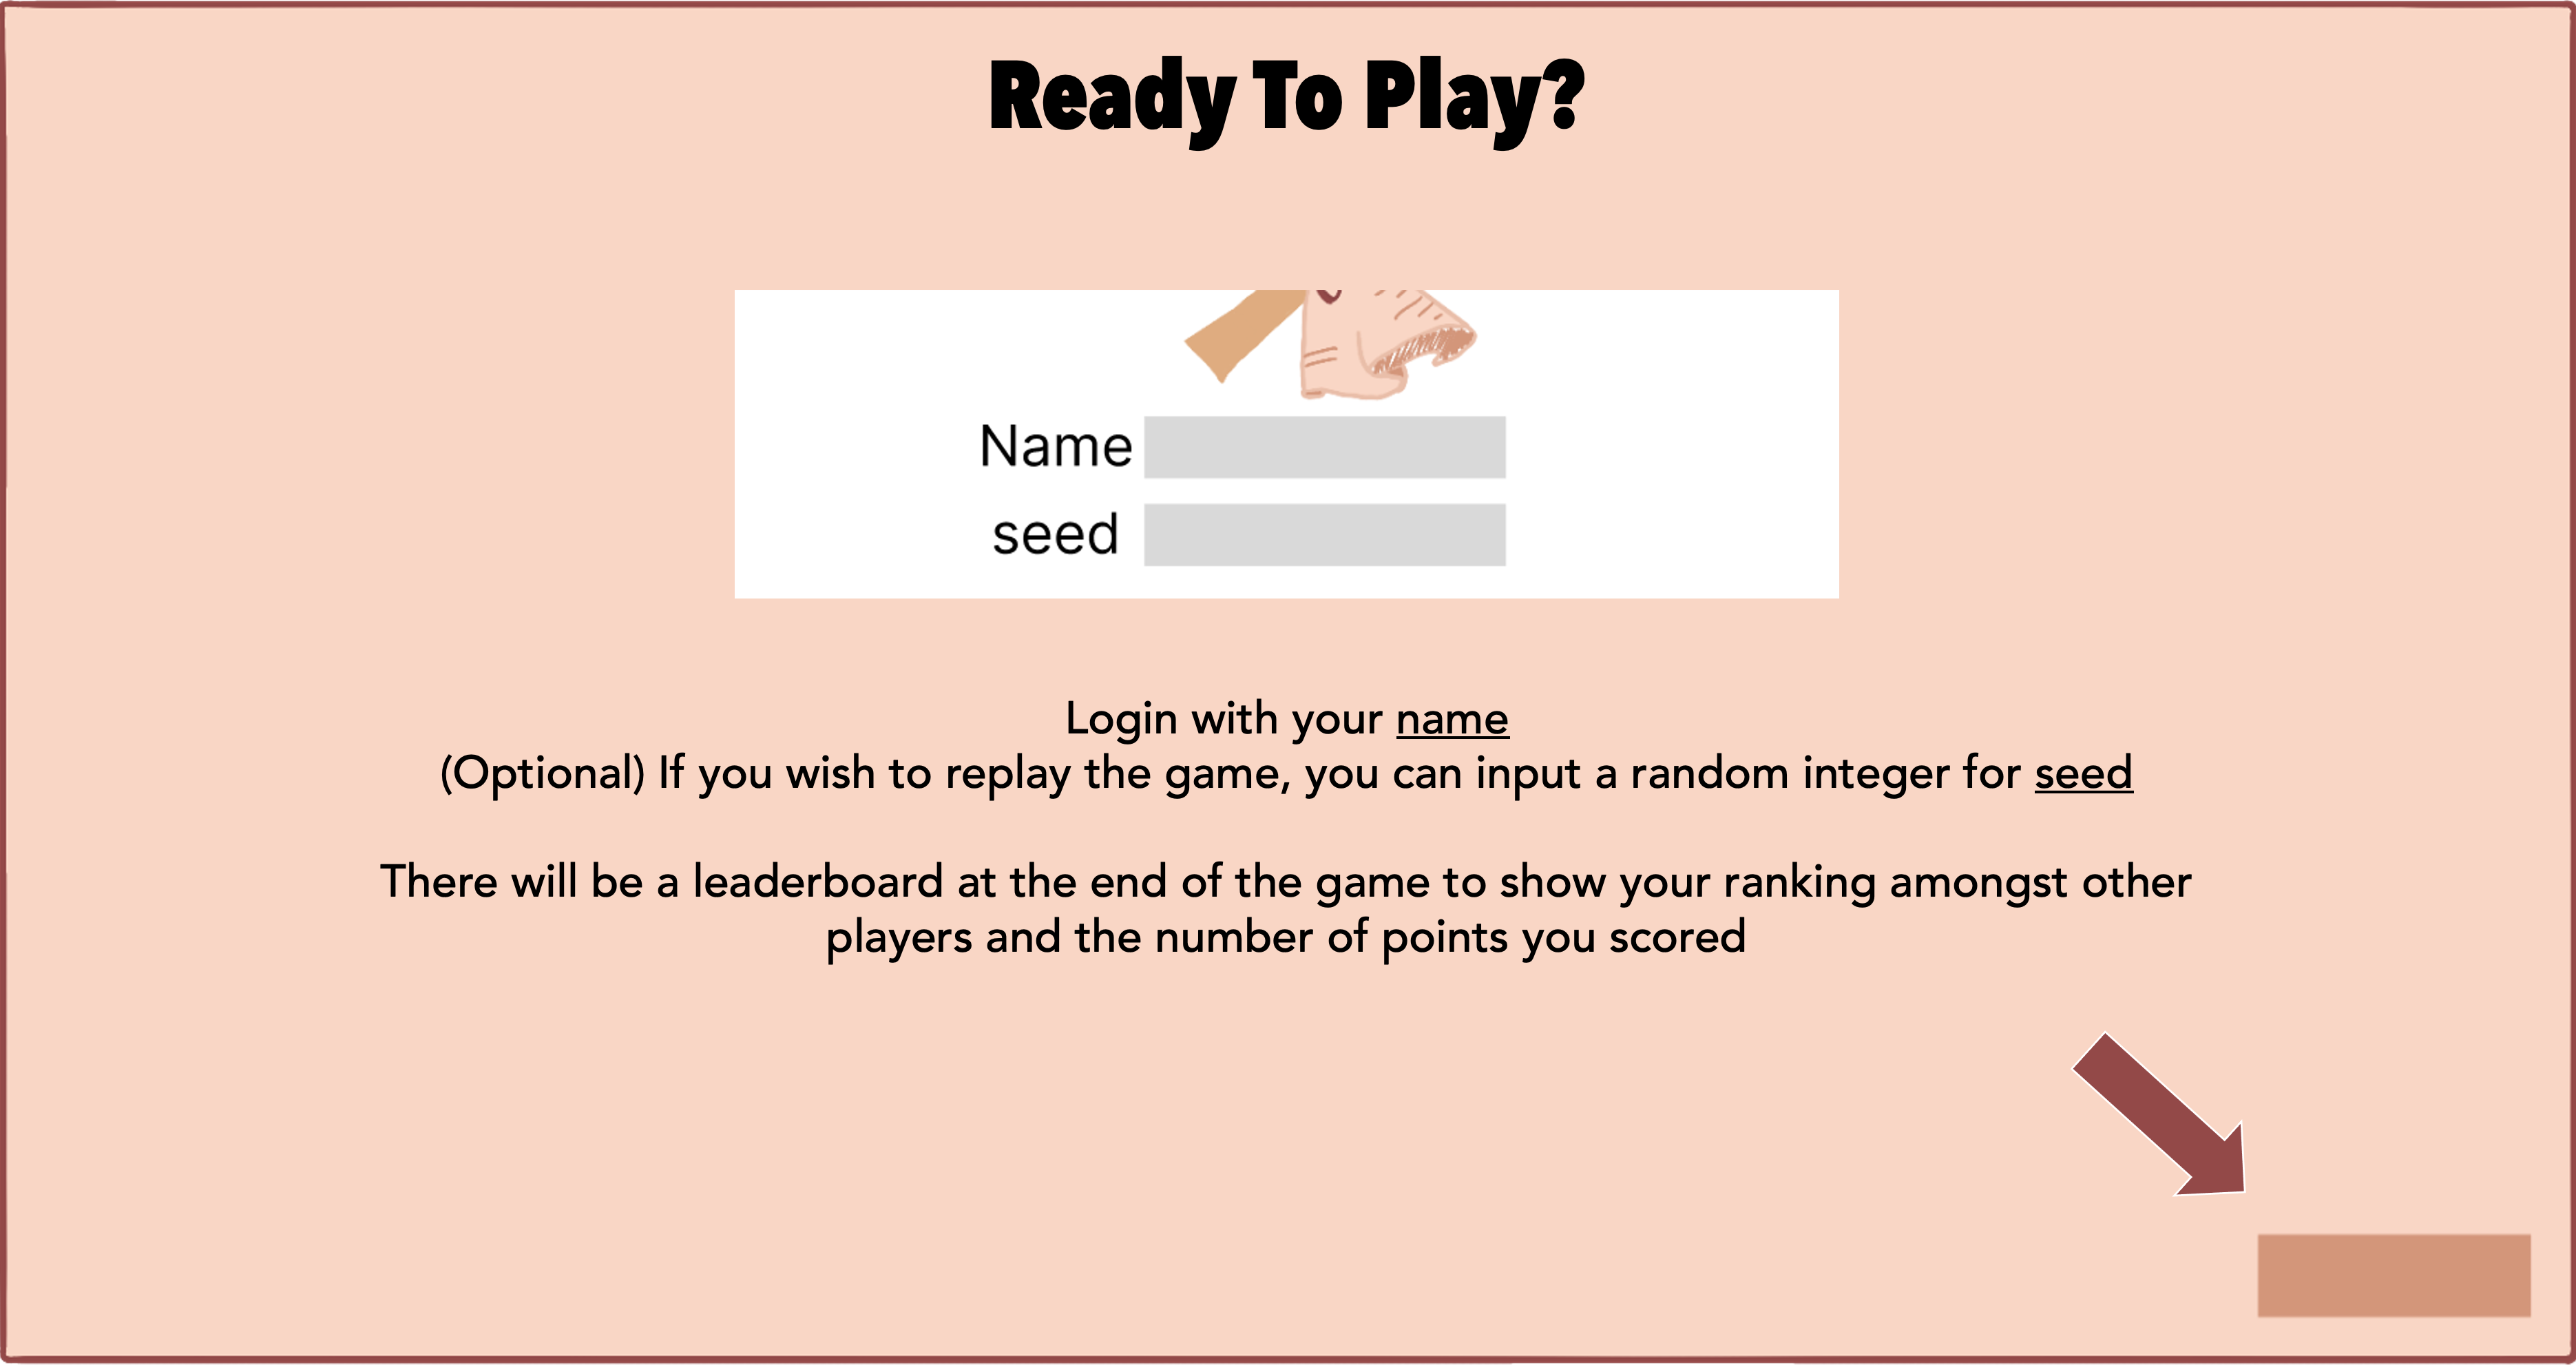 Ready To Play?
Name
seed
Login with your name
(Optional) If you wish to replay the game, you can input a random integer for seed
There will be a leaderboard at the end of the game to show your ranking amongst other
players and the number of points you scored